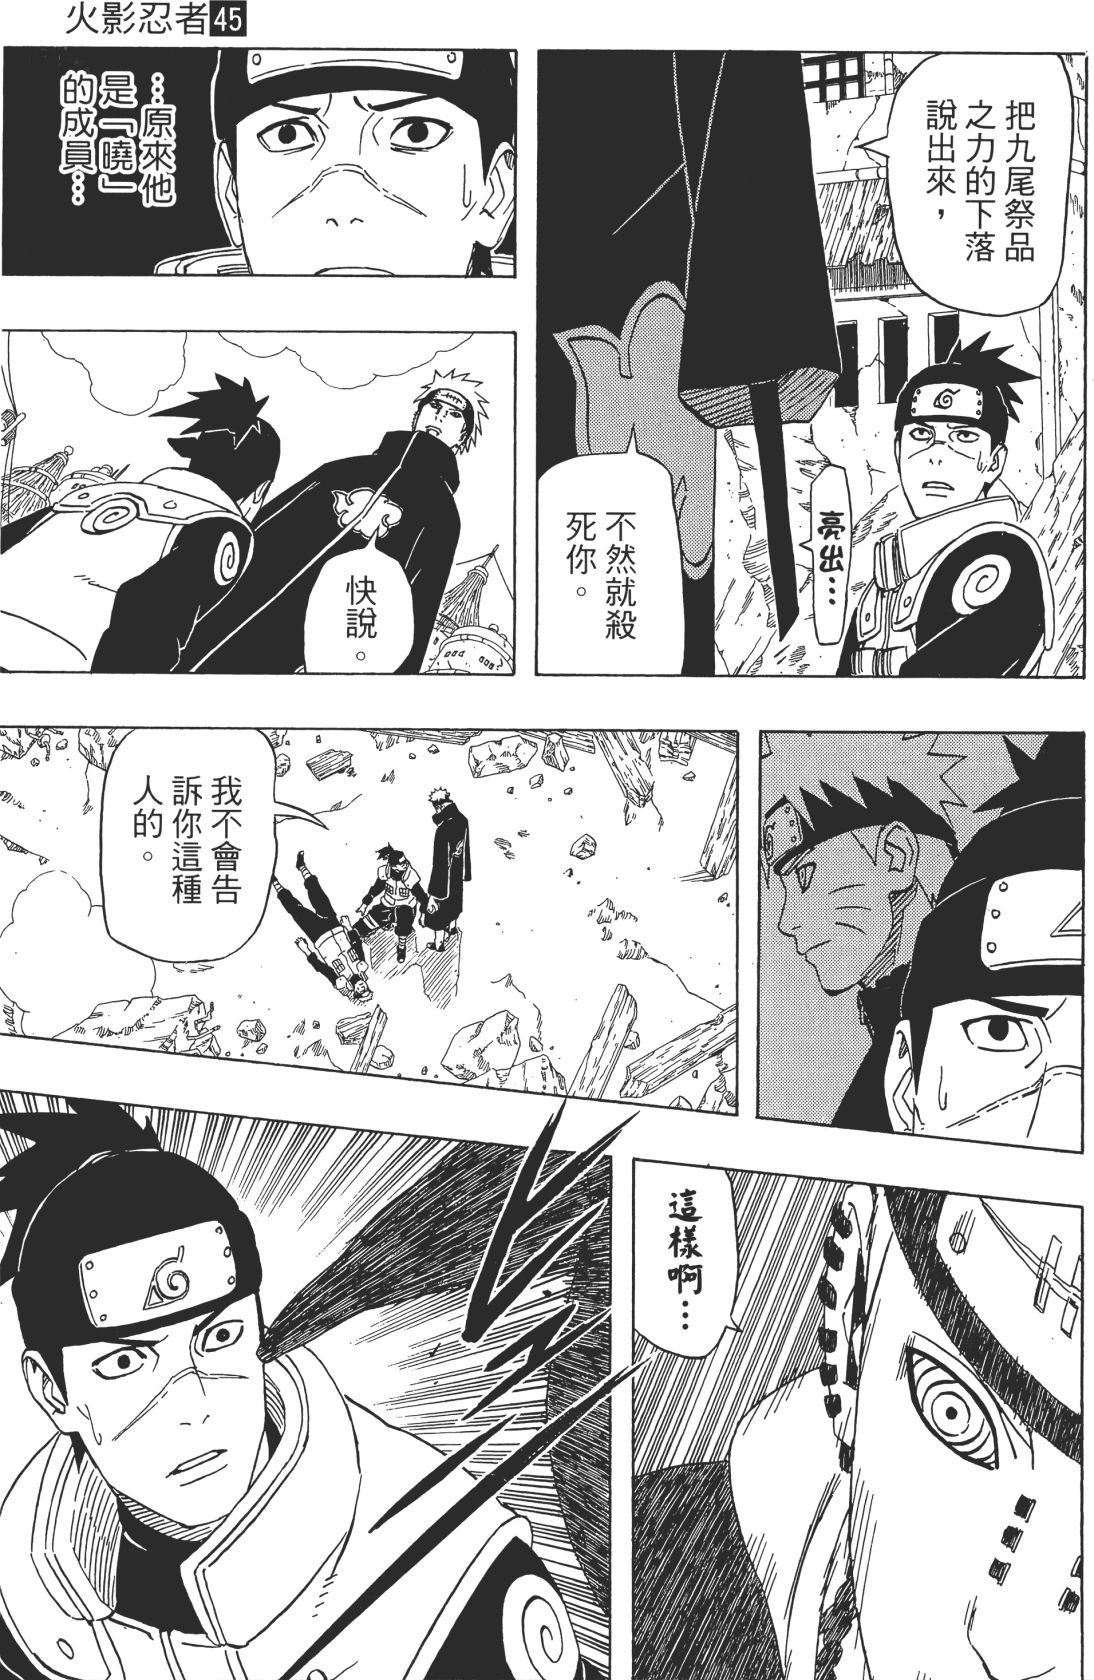 火影忍者45
把九尾祭品
之力的下落
說出來，
亮出…
不然就殺
死你。
…原來他
是「曉」
的成員…
快說。
我不會告
訴你這種
人的。
這樣啊…